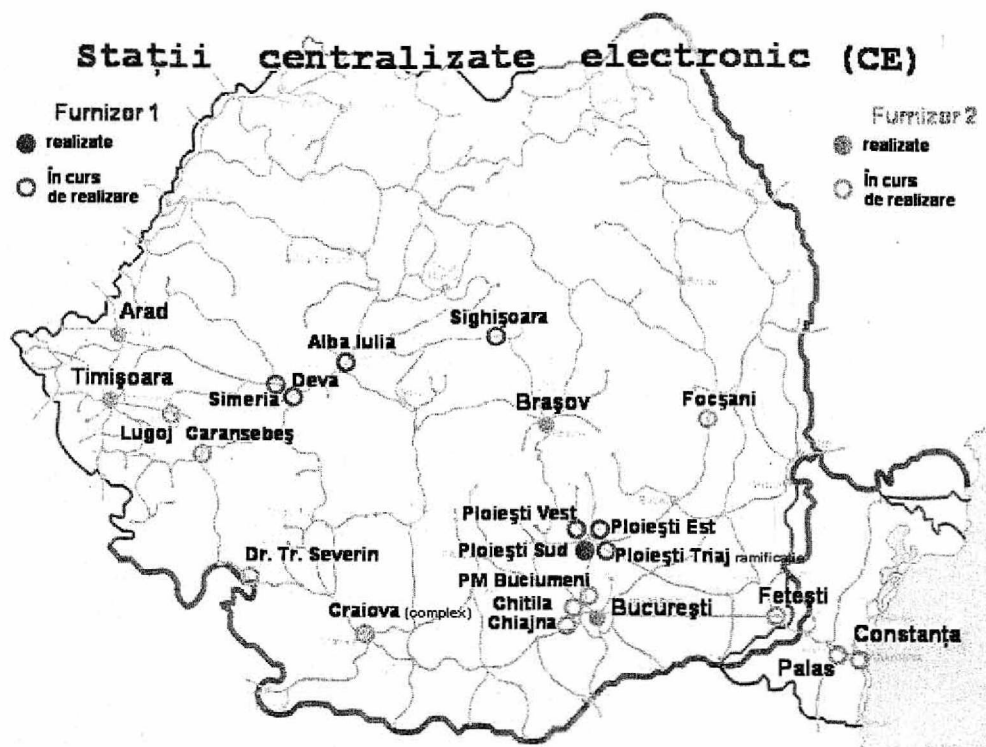 Stații centralizate electronic (CE)
Furnizor 1
realizate
În curs
de realizare
Furnizor 2
realizate
În curs
de realizare
Arad
Sighișoara
Alba Iulia
Timișoara
Deva
Simeria
Brașov
Focșani
Lugoj Caransebeș
Ploiești Vest
Ploiești Est
Ploiești Sud
Ploiești Triaj ramificație
Dr. Tr. Severin
PM Buciumeni
Chitila
București
Fetești
Craiova (complex)
Chiajna
Constanța
Palas